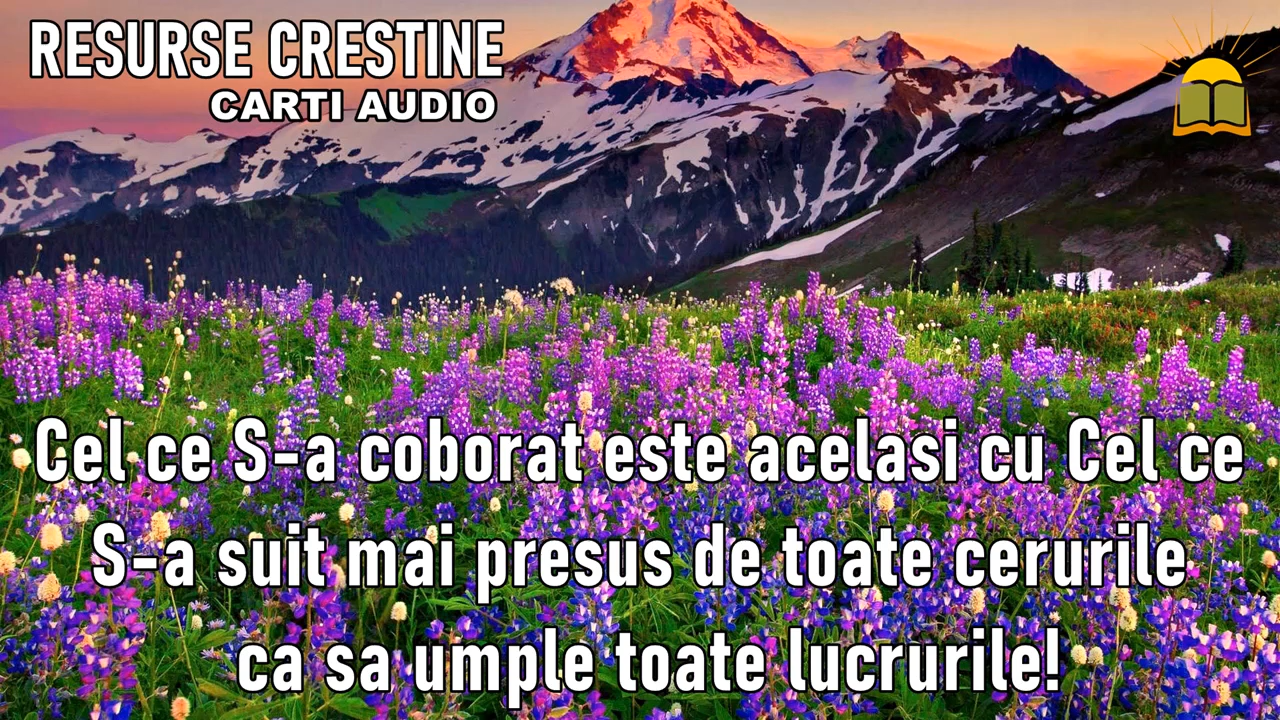 RESURSE CRESTINE
CARTI AUDIO
Cel ce S-a coborat este acelasi cu Cel ce
S-a suit mai presus de toate cerurile
ca sa umple toate lucrurile!